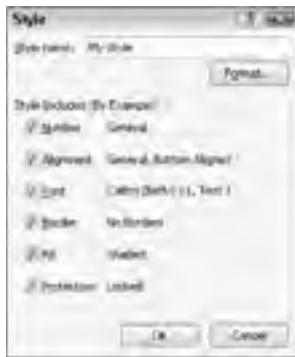 Style
Style name: My Style
Format...
Style Includes (By Example)
Number General
Alignment General, Bottom Aligned
Font Calibri (Body) 11, Text 1
Border No Borders
Fill Shaded
Protection Locked
OK Cancel